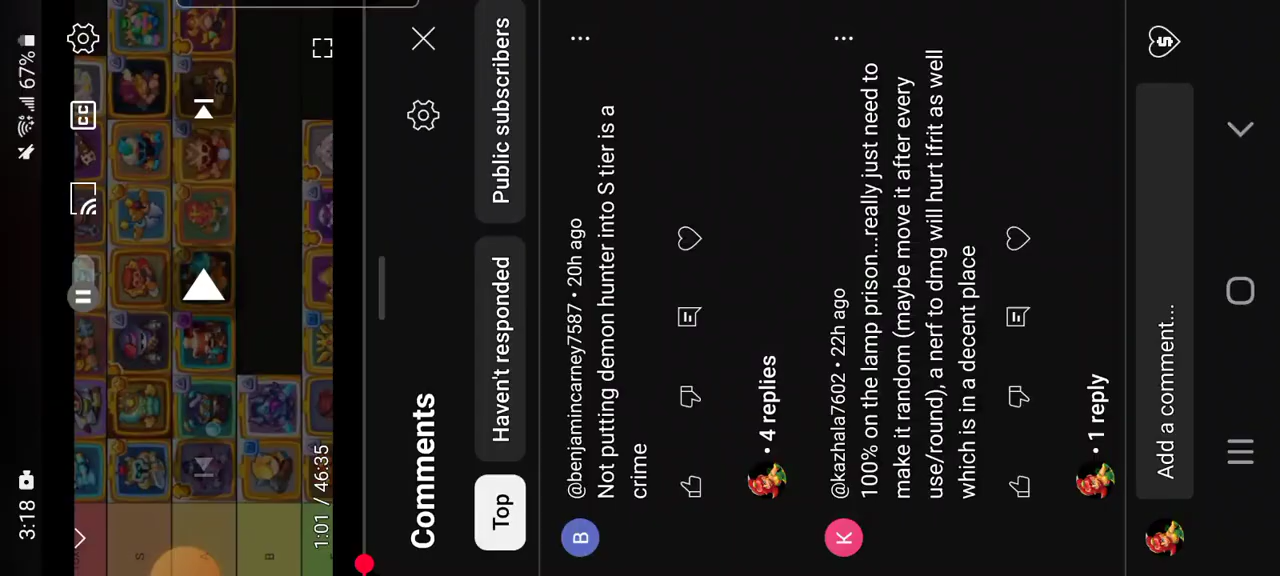 3:18
67%
CC
S
A
B
1:01 / 46:35
Comments
Top
Haven't responded
Public subscribers
B
@benjamincarney7587 • 20h ago
Not putting demon hunter into S tier is a
crime
• 4 replies
K
@kazhala7602 • 22h ago
100% on the lamp prison...really just need to
make it random (maybe move it after every
use/round), a nerf to dmg will hurt ifrit as well
which is in a decent place
• 1 reply
Add a comment...
$